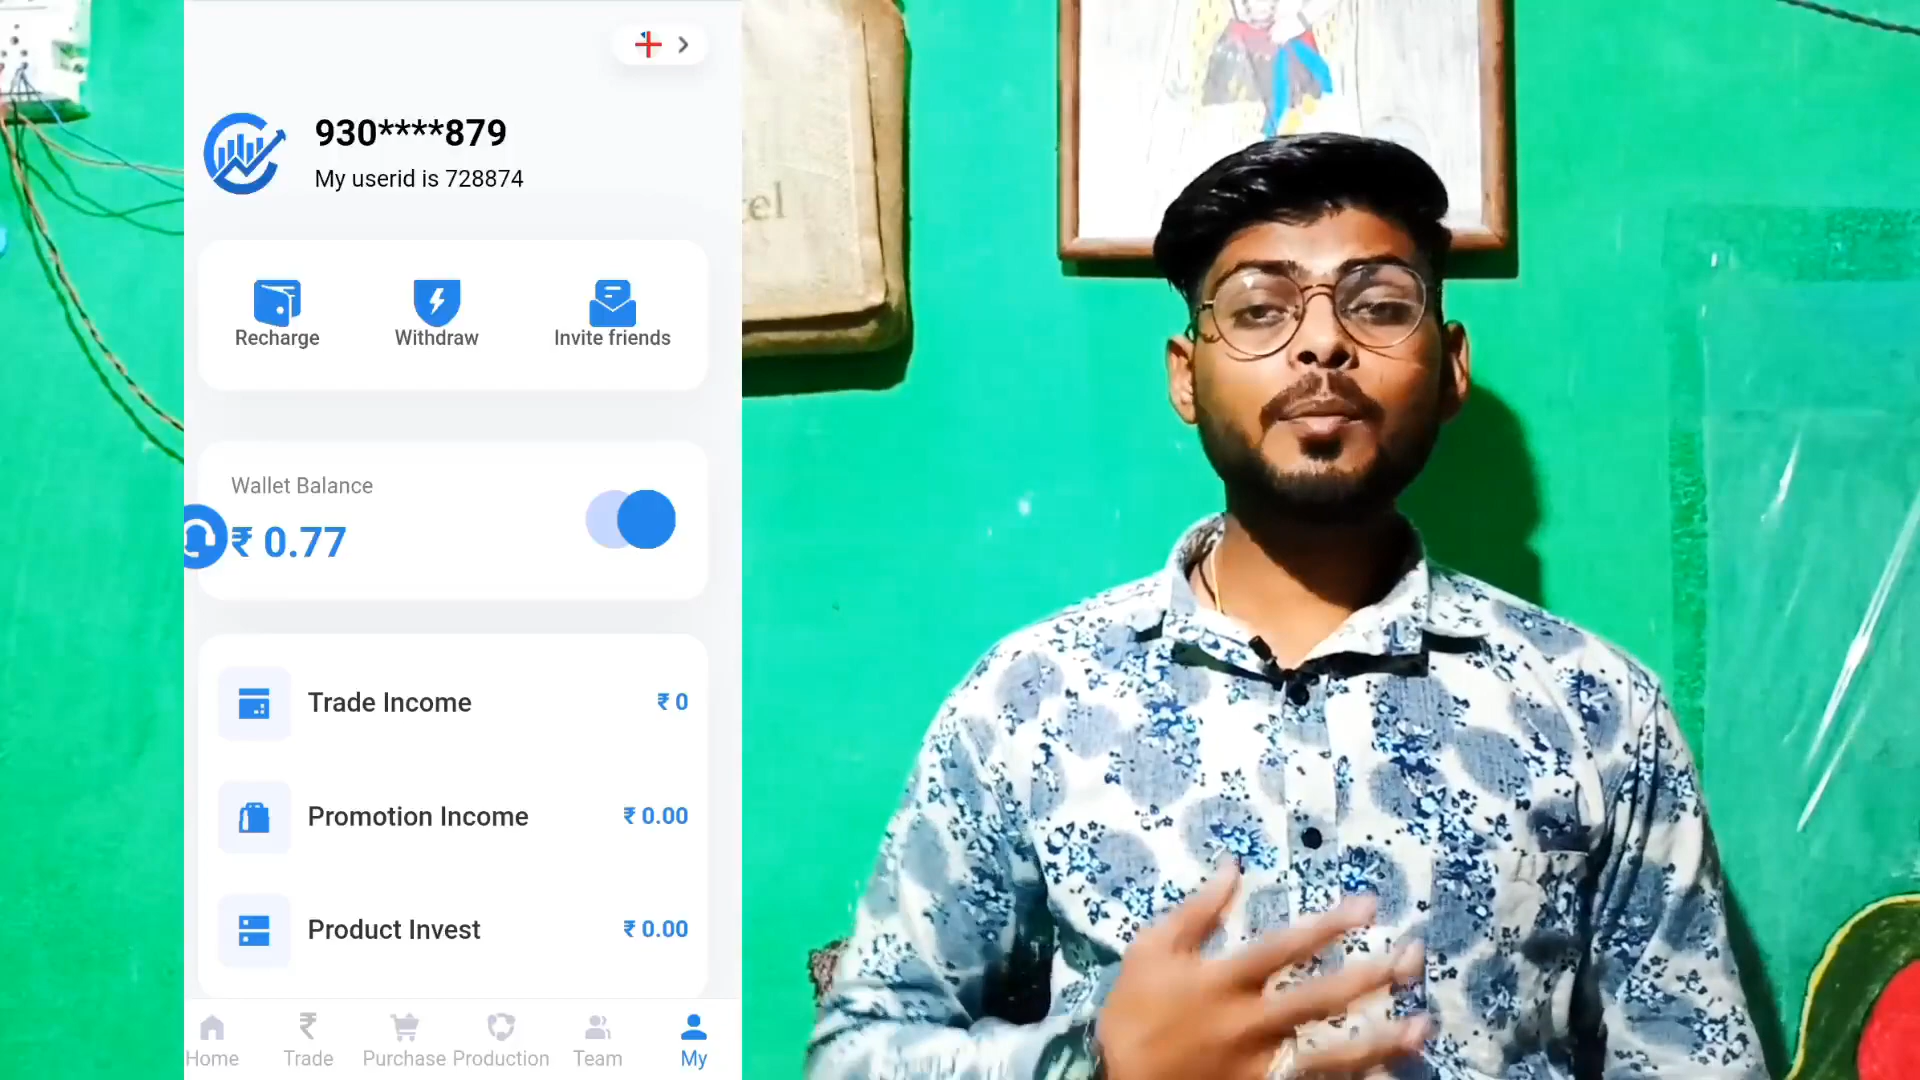 930****879
My userid is 728874
Recharge
Withdraw
Invite friends
Wallet Balance
₹ 0.77
Trade Income
₹ 0
Promotion Income
₹ 0.00
Product Invest
₹ 0.00
Home
Trade
Purchase
Production
Team
My